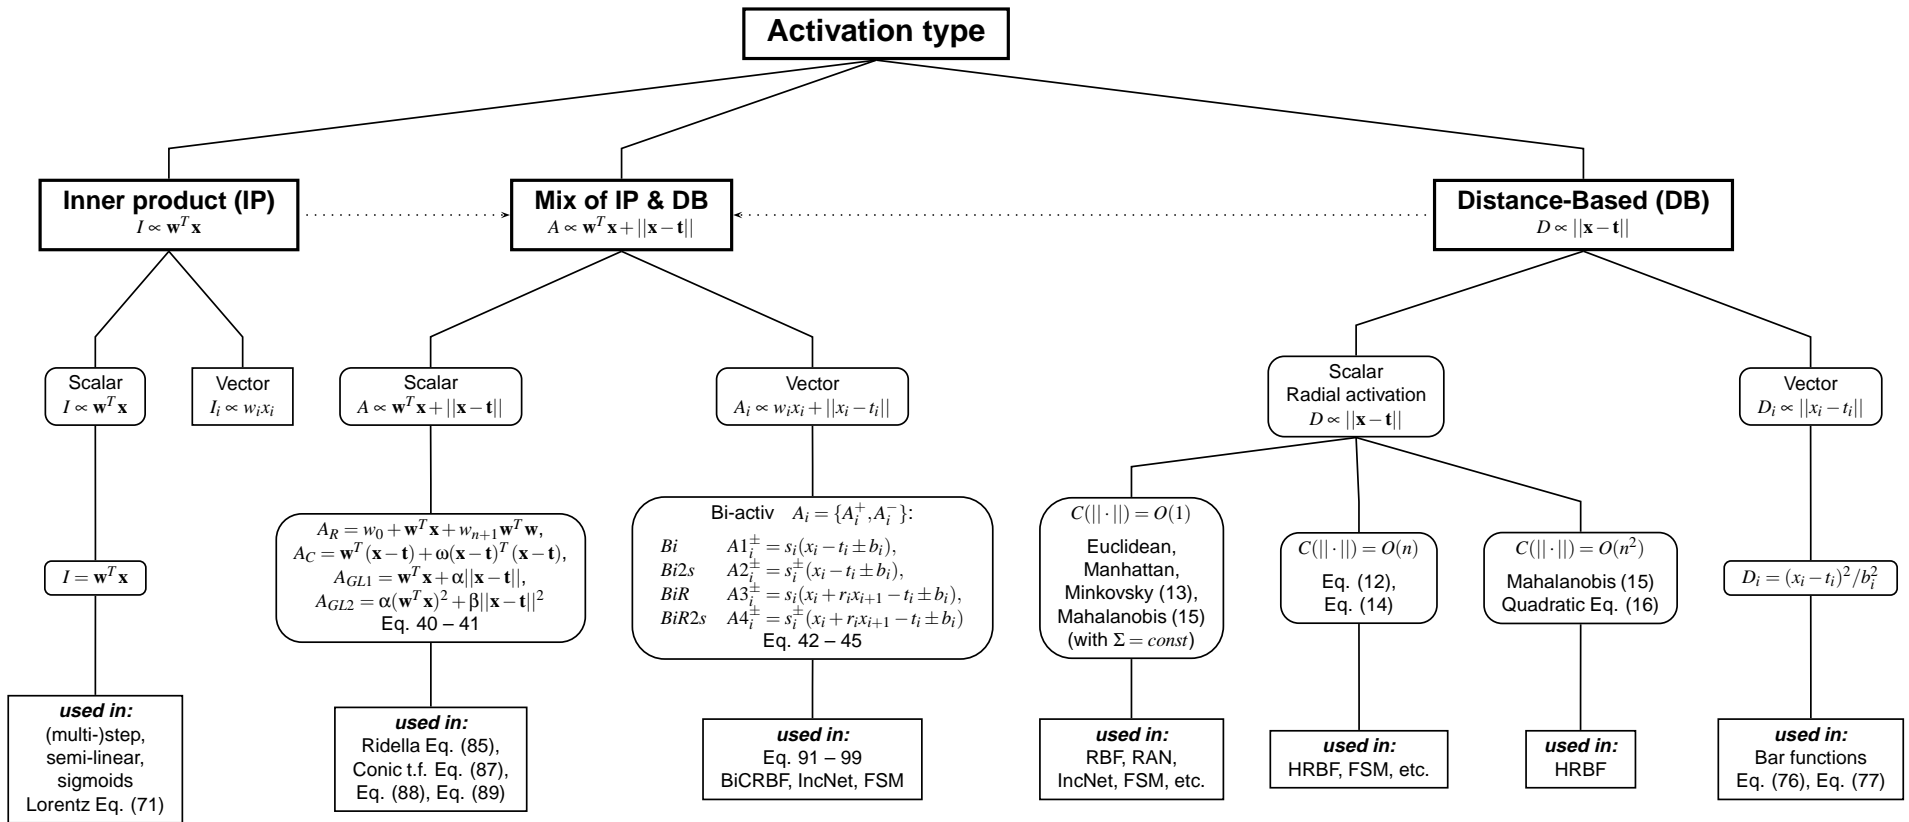 Activation type
Inner product (IP)
I ∝ w^T x
Mix of IP & DB
A ∝ w^T x + ||x − t||
Distance-Based (DB)
D ∝ ||x − t||
Scalar
I ∝ w^T x
Vector
I_i ∝ w_i x_i
Scalar
A ∝ w^T x + ||x − t||
Vector
A_i ∝ w_i x_i + ||x_i − t_i||
Scalar
Radial activation
D ∝ ||x − t||
Vector
D_i ∝ ||x_i − t_i||
I = w^T x
A_R = w_0 + w^T x + w_{n+1} w^T w,
A_C = w^T (x − t) + ω(x − t)^T (x − t),
A_{GL1} = w^T x + α||x − t||,
A_{GL2} = α(w^T x)^2 + β||x − t||^2
Eq. 40 – 41
Bi-activ A_i = {A_i^+, A_i^-}:
Bi A1_i^± = s_i(x_i − t_i ± b_i),
Bi2s A2_i^± = s_i^±(x_i − t_i ± b_i),
BiR A3_i^± = s_i(x_i + r_i x_{i+1} − t_i ± b_i),
BiR2s A4_i^± = s_i^±(x_i + r_i x_{i+1} − t_i ± b_i)
Eq. 42 – 45
C(|| · ||) = O(1)
Euclidean,
Manhattan,
Minkovsky (13),
Mahalanobis (15)
(with Σ = const)
C(|| · ||) = O(n)
Eq. (12),
Eq. (14)
C(|| · ||) = O(n^2)
Mahalanobis (15)
Quadratic Eq. (16)
D_i = (x_i − t_i)^2/b_i^2
used in:
(multi-)step,
semi-linear,
sigmoids
Lorentz Eq. (71)
used in:
Ridella Eq. (85),
Conic t.f. Eq. (87),
Eq. (88), Eq. (89)
used in:
Eq. 91 – 99
BiCRBF, IncNet, FSM
used in:
RBF, RAN,
IncNet, FSM, etc.
used in:
HRBF, FSM, etc.
used in:
HRBF
used in:
Bar functions
Eq. (76), Eq. (77)